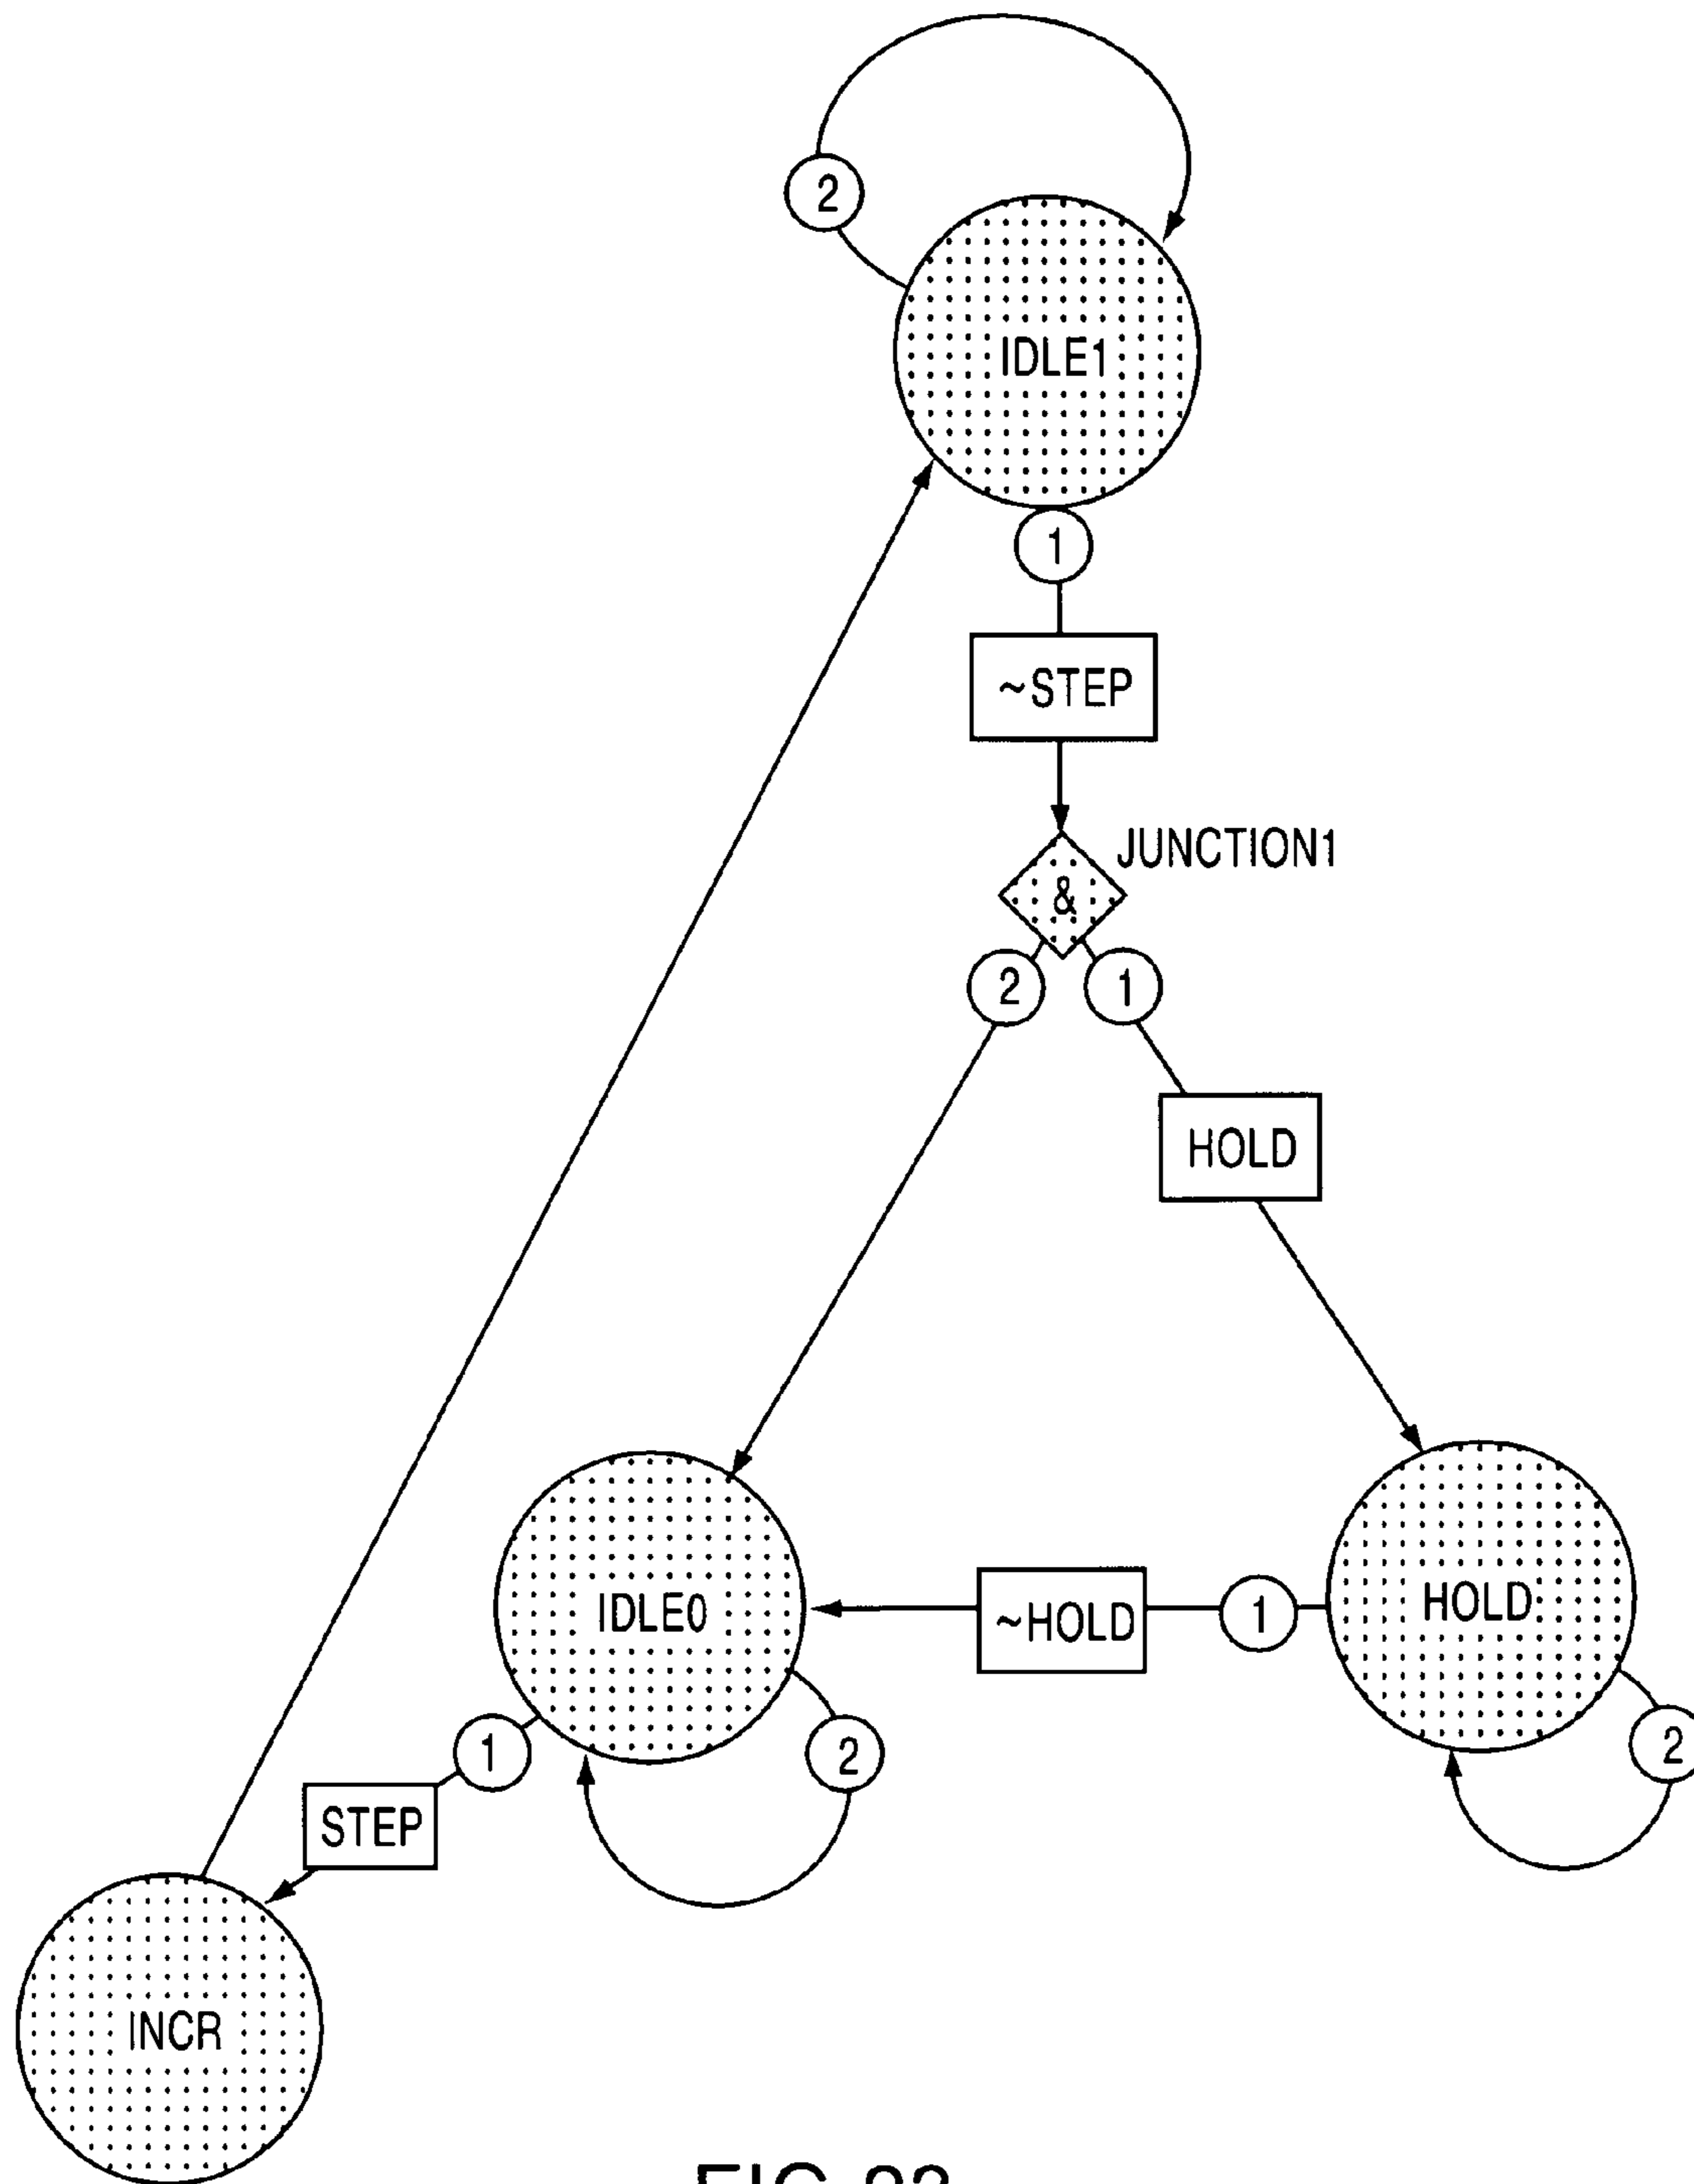 2
IDLE1
1
~STEP
JUNCTION1
&
2
1
HOLD
IDLE0
~HOLD
1
HOLD
1
2
2
STEP
INCR